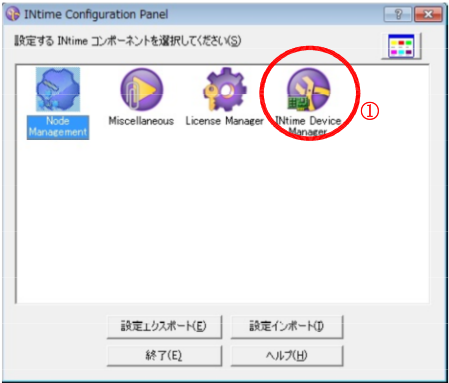 INtime Configuration Panel
設定する INtime コンポーネントを選択してください(S)
Node Management
Miscellaneous
License Manager
INtime Device Manager
①
設定エクスポート(E)
設定インポート(I)
終了(E)
ヘルプ(H)